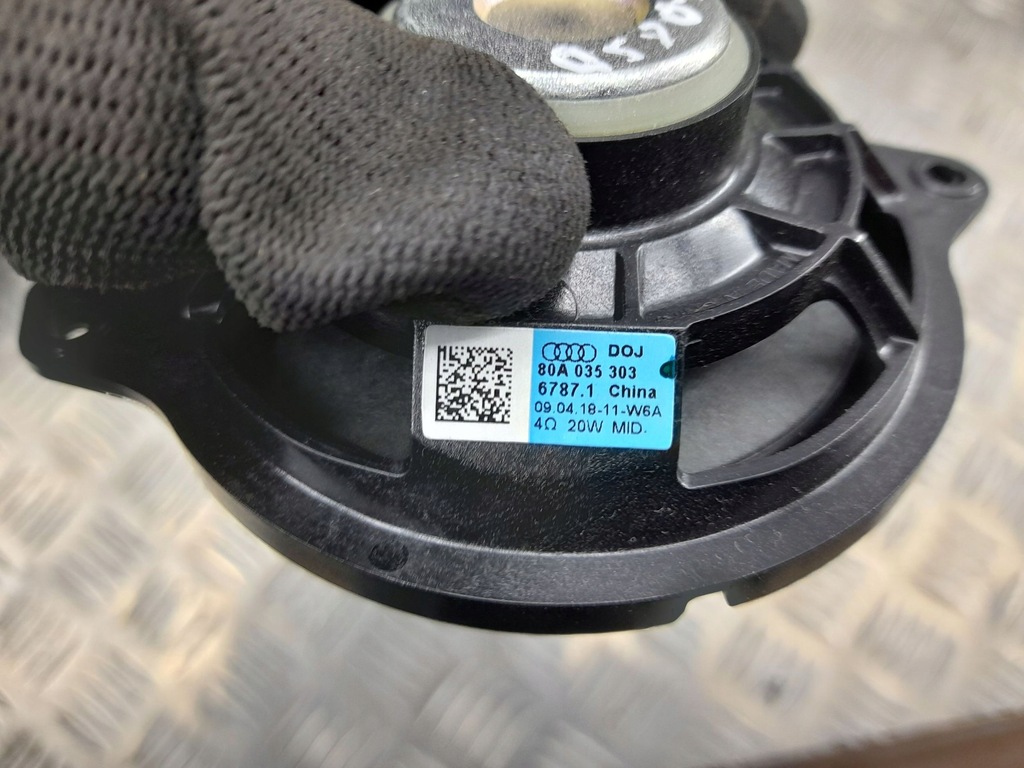 DOJ
80A 035 303
6787.1 China
09.04.18-11-W6A
4Ω 20W MID.